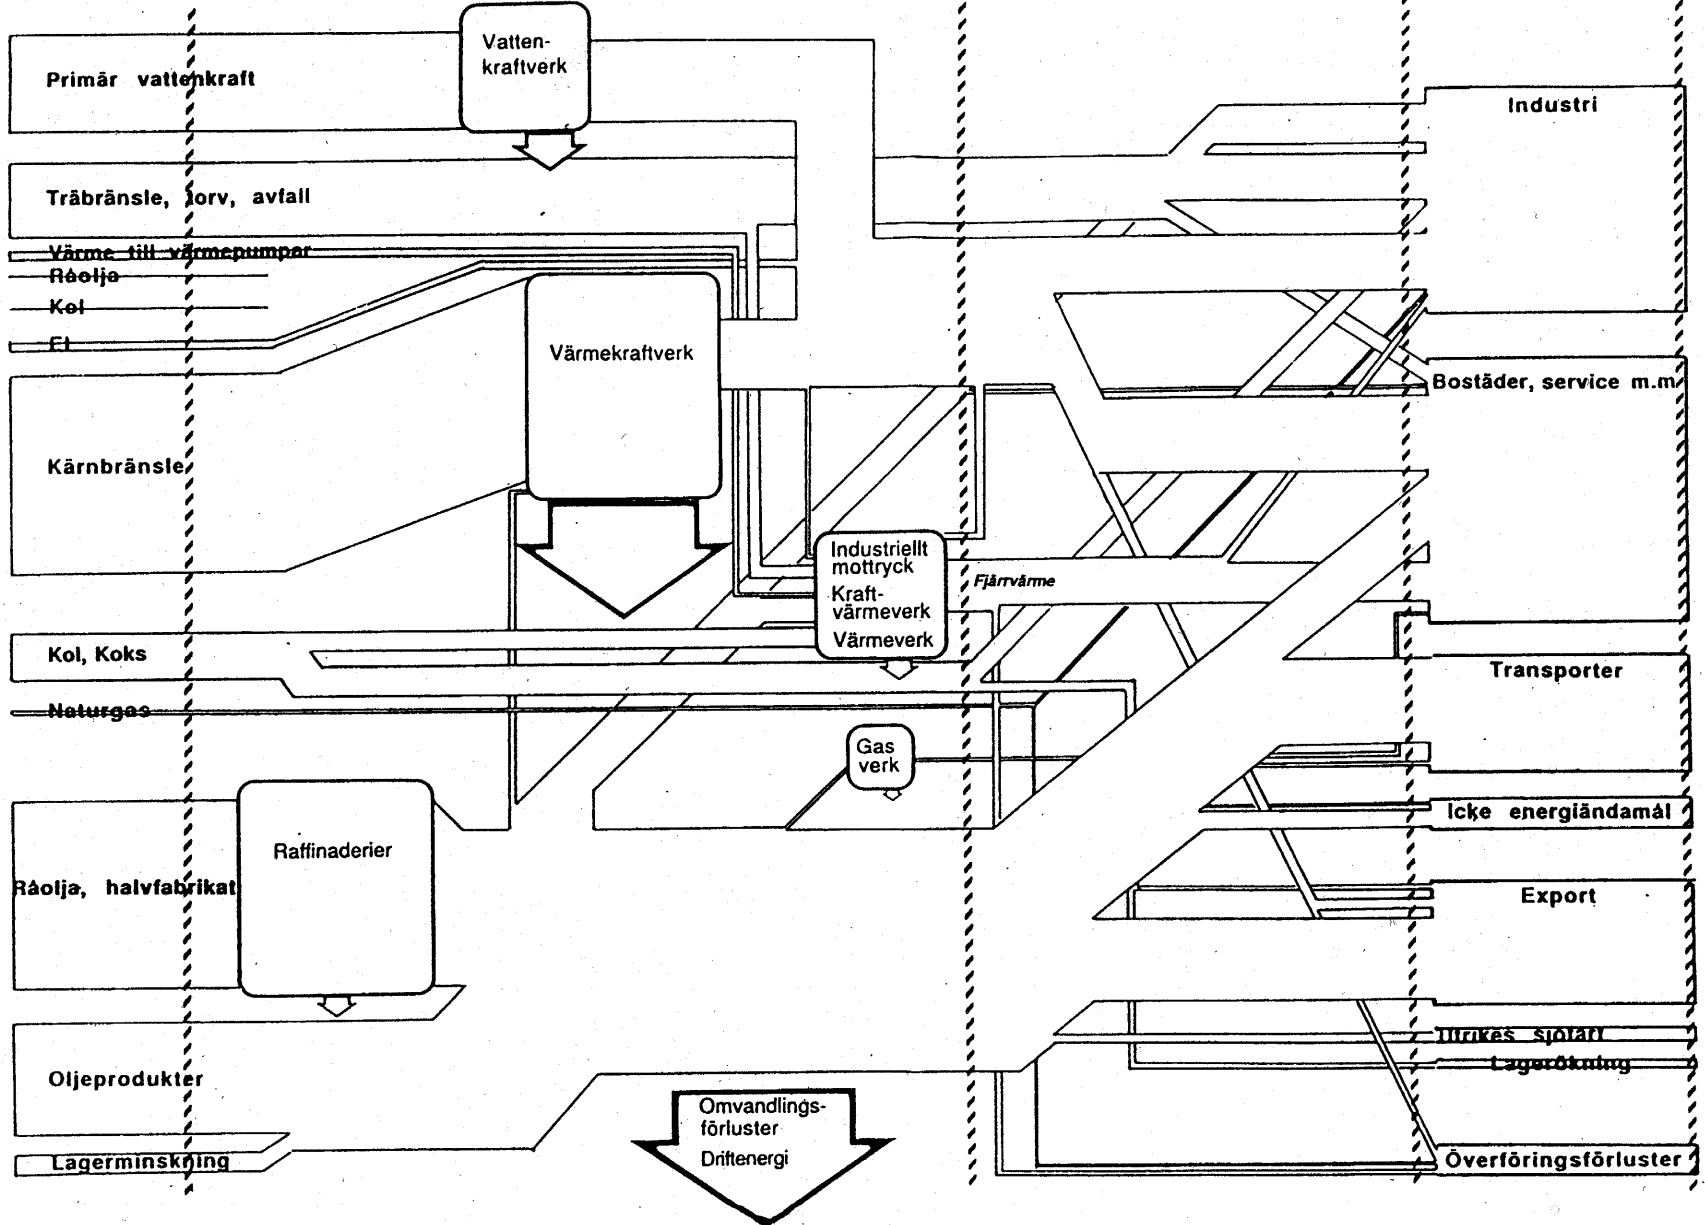 Vatten-
kraftverk
Primär vattenkraft
Industri
Träbränsle, torv, avfall
Värme till värmepumpar
Råolja
Kol
El
Värmekraftverk
Bostäder, service m.m
Kärnbränsle
Industriellt
mottryck
Kraft-
värmeverk
Värmeverk
Fjärrvärme
Kol, Koks
Transporter
Naturgas
Gas
verk
Icke energiändamål
Raffinaderier
Råolja, halvfabrikat
Export
Utrikes sjöfart
Lagerökning
Oljeprodukter
Omvandlings-
förluster
Driftenergi
Lagerminskning
Överföringsförluster